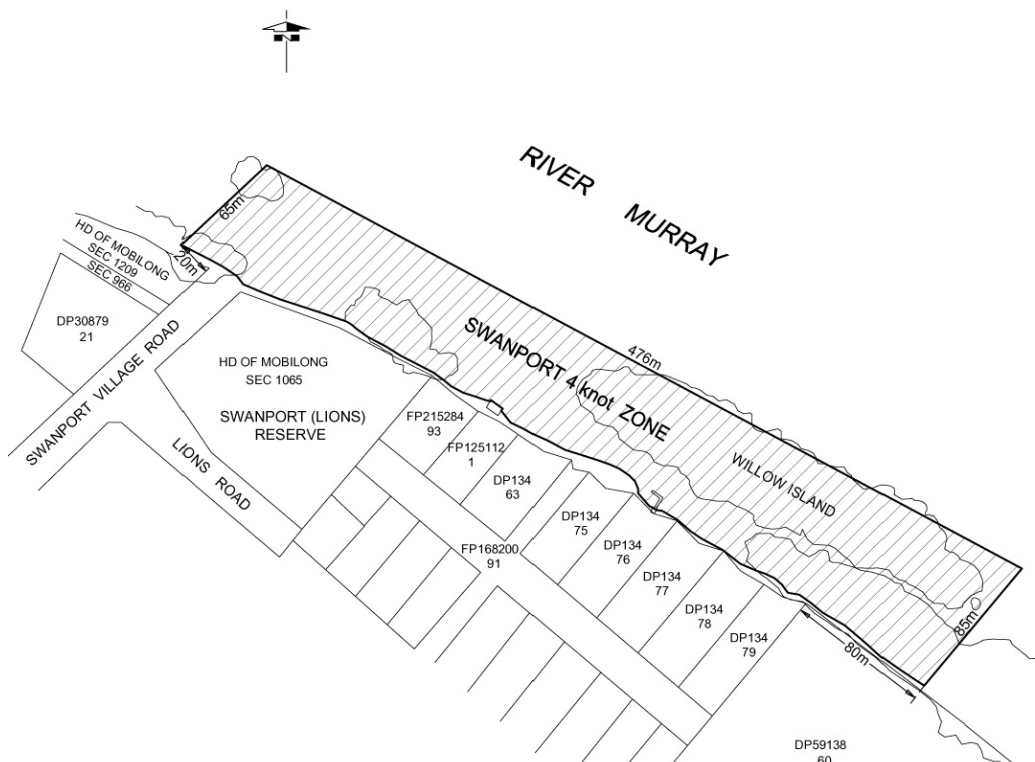 N
RIVER MURRAY
65m
HD OF MOBILONG
SEC 1209
SEC 966
20m
DP30879
21
SWANPORT VILLAGE ROAD
HD OF MOBILONG
SEC 1065
SWANPORT (LIONS)
RESERVE
LIONS ROAD
476m
SWANPORT 4 knot ZONE
WILLOW ISLAND
FP215284
93
FP125112
1
DP134
63
DP134
75
DP134
76
DP134
77
DP134
78
DP134
79
FP168200
91
85m
80m
DP59138
60